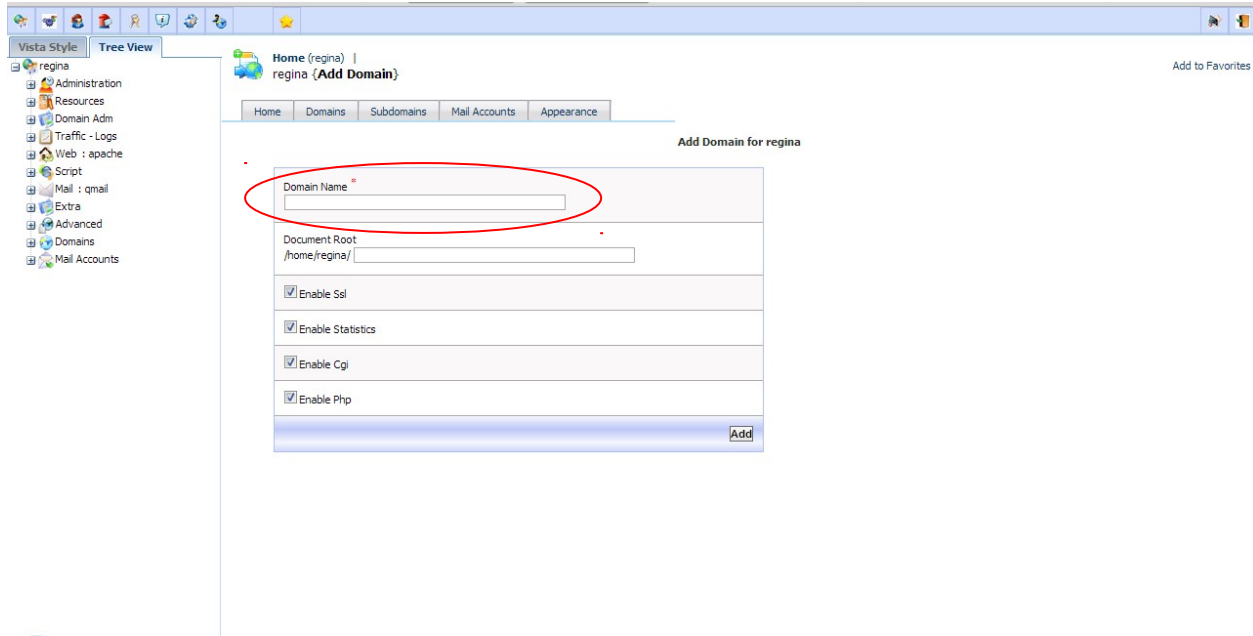 Vista Style Tree View
regina
Administration
Resources
Domain Adm
Traffic - Logs
Web : apache
Script
Mail : qmail
Extra
Advanced
Domains
Mail Accounts
Home (regina) |
regina {Add Domain}
Add to Favorites
Home Domains Subdomains Mail Accounts Appearance
Add Domain for regina
Domain Name *
Document Root
/home/regina/
Enable Ssl
Enable Statistics
Enable Cgi
Enable Php
Add